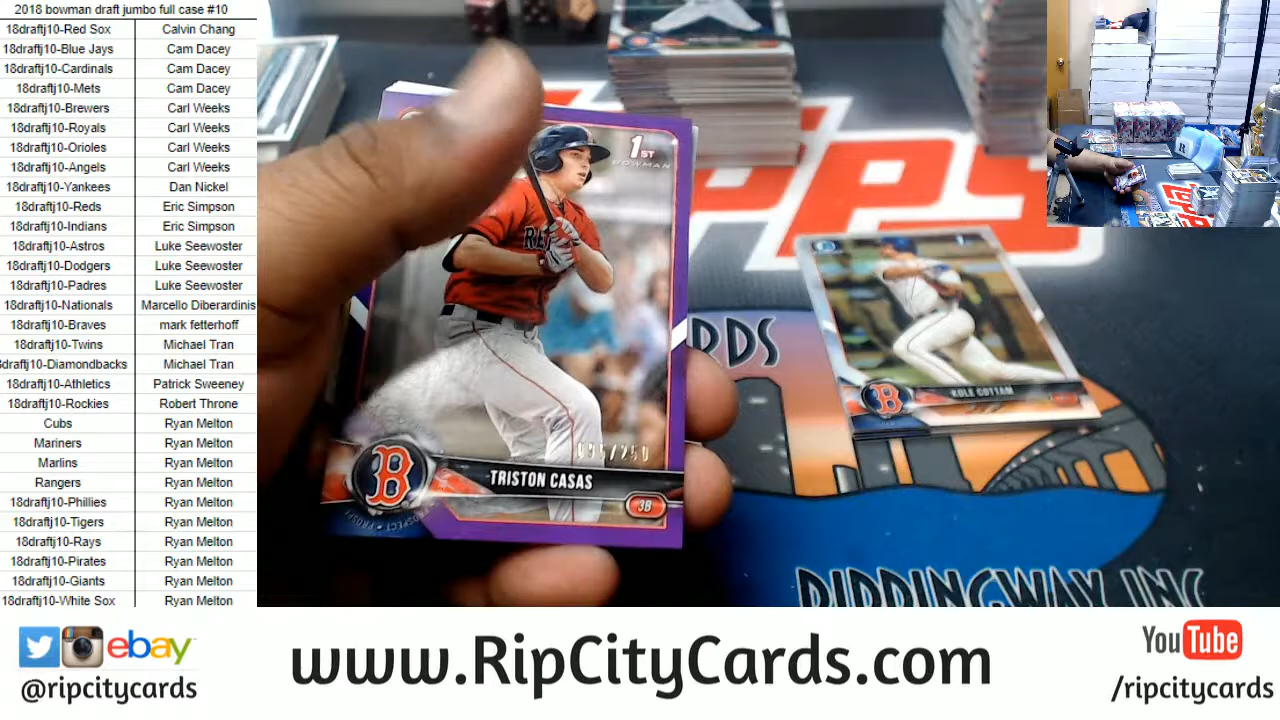 2018 bowman draft jumbo full case #10
18draftj10-Red Sox Calvin Chang
18draftj10-Blue Jays Cam Dacey
18draftj10-Cardinals Cam Dacey
18draftj10-Mets Cam Dacey
18draftj10-Brewers Carl Weeks
18draftj10-Royals Carl Weeks
18draftj10-Orioles Carl Weeks
18draftj10-Angels Carl Weeks
18draftj10-Yankees Dan Nickel
18draftj10-Reds Eric Simpson
18draftj10-Indians Eric Simpson
18draftj10-Astros Luke Seewoster
18draftj10-Dodgers Luke Seewoster
18draftj10-Padres Luke Seewoster
18draftj10-Nationals Marcello Diberardinis
18draftj10-Braves mark fetterhoff
18draftj10-Twins Michael Tran
8draftj10-Diamondbacks Michael Tran
18draftj10-Athletics Patrick Sweeney
18draftj10-Rockies Robert Throne
Cubs Ryan Melton
Mariners Ryan Melton
Marlins Ryan Melton
Rangers Ryan Melton
18draftj10-Phillies Ryan Melton
18draftj10-Tigers Ryan Melton
18draftj10-Rays Ryan Melton
18draftj10-Pirates Ryan Melton
18draftj10-Giants Ryan Melton
18draftj10-White Sox Ryan Melton
1ST
BOWMAN
RE
B
TRISTON CASAS
3B
PROSPECT
B
KOLE COTTAM
RDS
RIPPINGWAY, INC
ebay
@ripcitycards
www.RipCityCards.com
YouTube
/ripcitycards